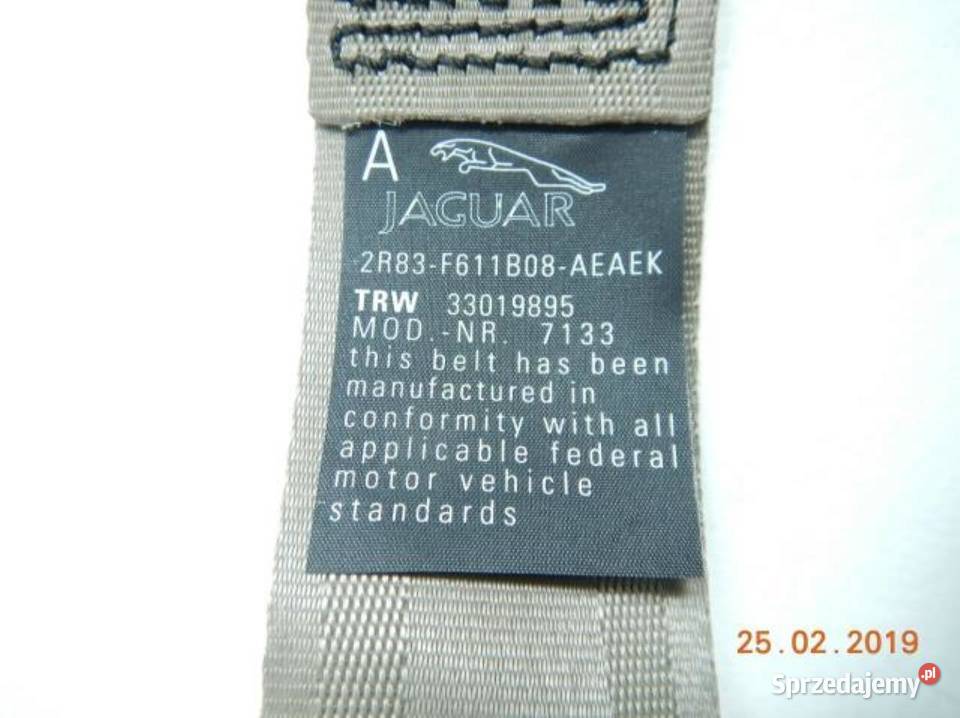 A
JAGUAR
2R83-F611B08-AEAEK
TRW 33019895
MOD.-NR. 7133
this belt has been
manufactured in
conformity with all
applicable federal
motor vehicle
standards
25.02.2019
Sprzedajemy.pl